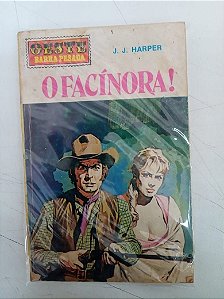 OESTE
BARRA PESADA
J. J. HARPER
O FACÍNORA!